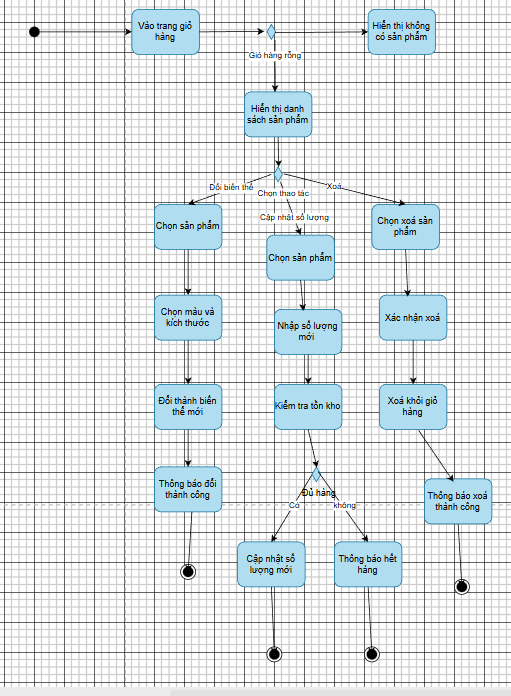 Vào trang giỏ
hàng
Hiển thị không
có sản phẩm
Giỏ hàng rỗng
Hiển thị danh
sách sản phẩm
Đổi biến thể
Chọn thao tác
Xoá
Cập nhật số lượng
Chọn sản phẩm
Chọn sản phẩm
Chọn xoá sản
phẩm
Chọn màu và
kích thước
Nhập số lượng
mới
Xác nhận xoá
Đổi thành biến
thể mới
Kiểm tra tồn kho
Xoá khỏi giỏ
hàng
Thông báo đổi
thành công
Đủ hàng
Có
không
Thông báo xoá
thành công
Cập nhật số
lượng mới
Thông báo hết
hàng